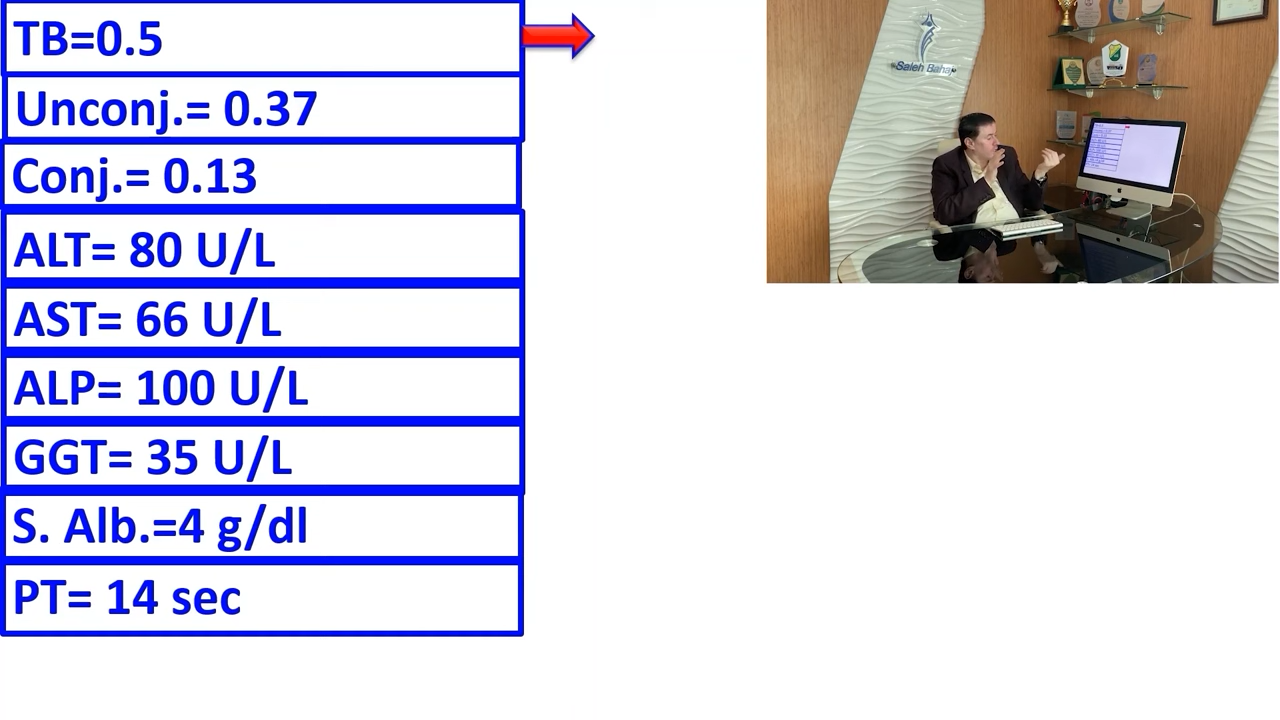 TB=0.5
Unconj.= 0.37
Conj.= 0.13
ALT= 80 U/L
AST= 66 U/L
ALP= 100 U/L
GGT= 35 U/L
S. Alb.=4 g/dl
PT= 14 sec
Saleh Bahaj